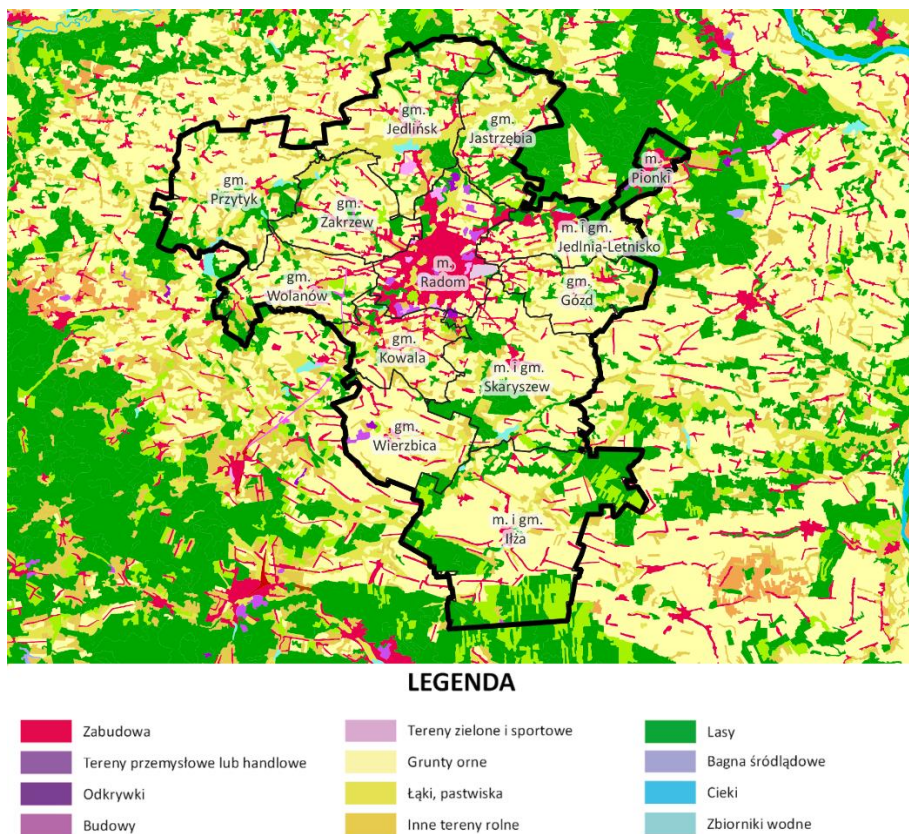 gm.
Jedlińsk
gm.
Jastrzębia
m.
Pionki
gm.
Przytyk
gm.
Zakrzew
m. i gm.
Jedlnia-Letnisko
m.
Radom
gm.
Gózd
gm.
Wolanów
gm.
Kowala
m. i gm.
Skaryszew
gm.
Wierzbica
m. i gm.
Iłża
LEGENDA
Zabudowa
Tereny przemysłowe lub handlowe
Odkrywki
Budowy
Tereny zielone i sportowe
Grunty orne
Łąki, pastwiska
Inne tereny rolne
Lasy
Bagna śródlądowe
Cieki
Zbiorniki wodne